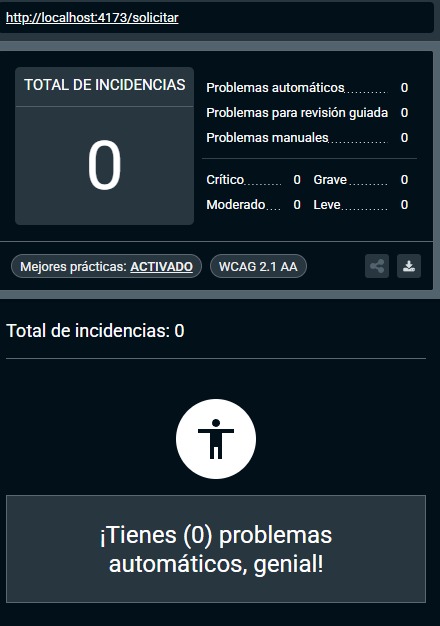 http://localhost:4173/solicitar
TOTAL DE INCIDENCIAS
0
Problemas automáticos 0
Problemas para revisión guiada 0
Problemas manuales 0
Crítico 0 Grave 0
Moderado 0 Leve 0
Mejores prácticas: ACTIVADO WCAG 2.1 AA
Total de incidencias: 0
¡Tienes (0) problemas
automáticos, genial!